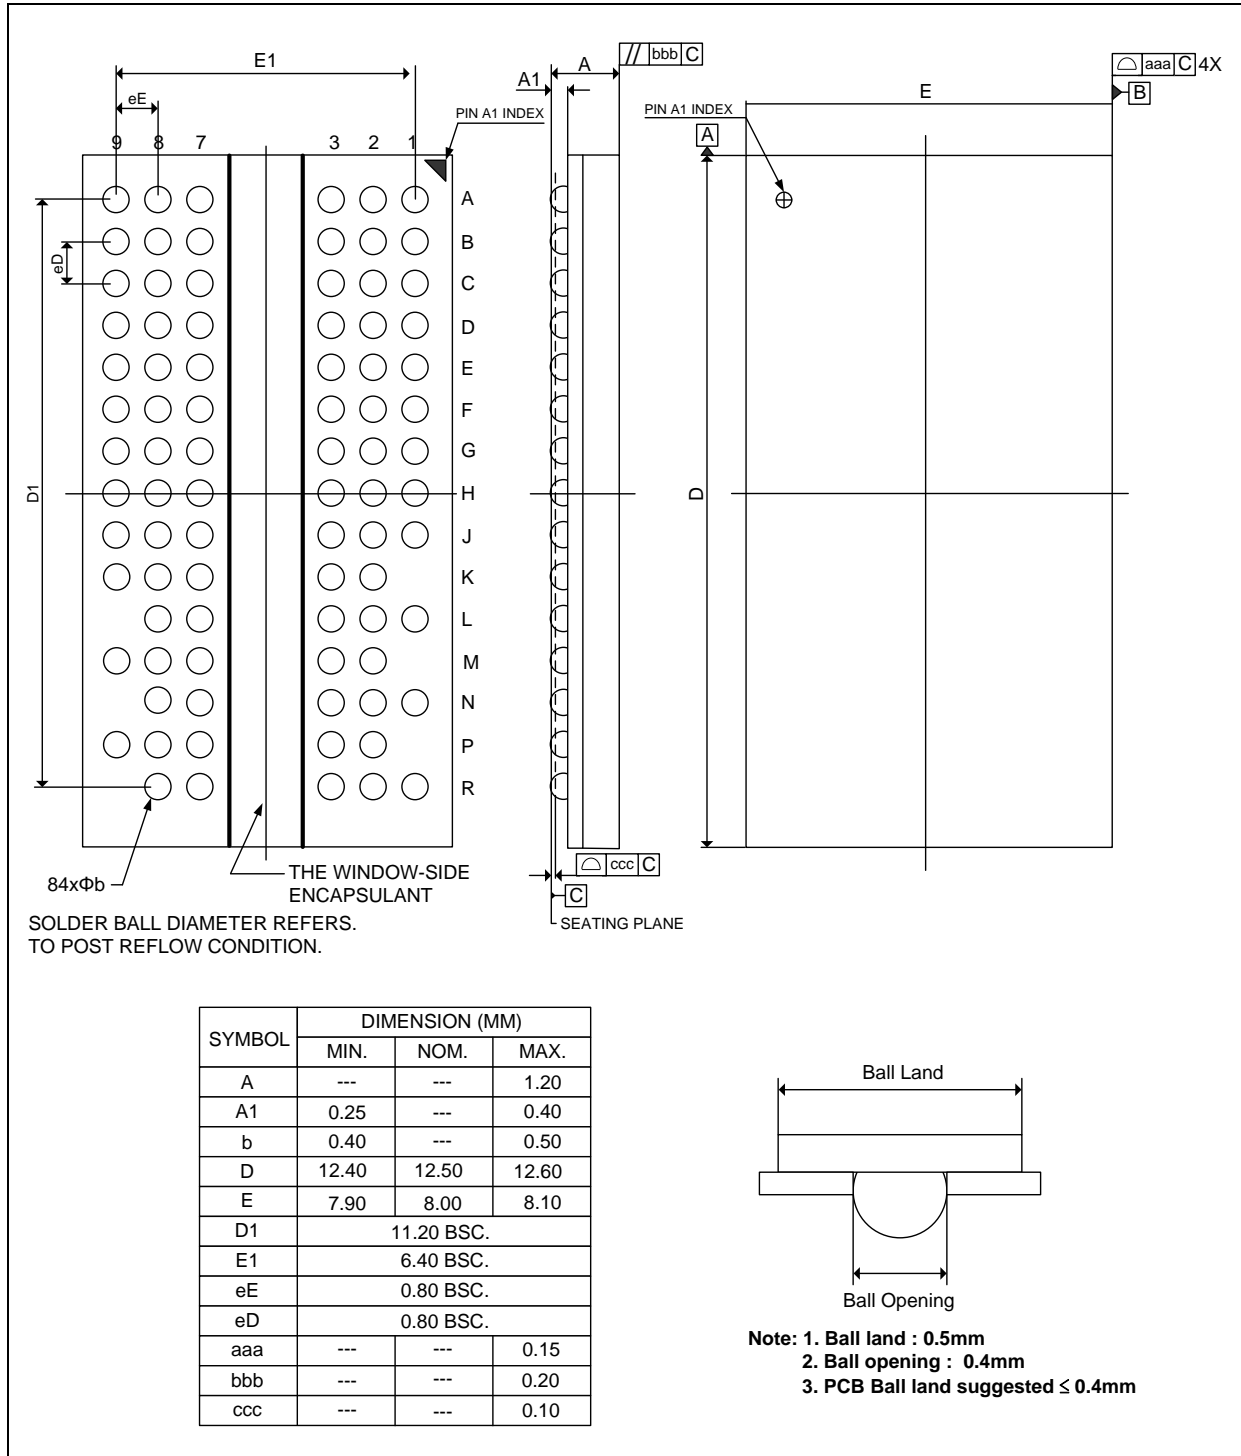 E1
A
// bbb C
A1
aaa C 4X
eE
E
B
PIN A1 INDEX
PIN A1 INDEX
A
9 8 7 3 2 1
A
B
eD
C
D
E
F
G
D1
H
D
J
K
L
M
N
P
R
84xΦb
THE WINDOW-SIDE
ENCAPSULANT
ccc C
C
SEATING PLANE
SOLDER BALL DIAMETER REFERS.
TO POST REFLOW CONDITION.
SYMBOL DIMENSION (MM)
MIN. NOM. MAX.
A --- --- 1.20
A1 0.25 --- 0.40
b 0.40 --- 0.50
D 12.40 12.50 12.60
E 7.90 8.00 8.10
D1 11.20 BSC.
E1 6.40 BSC.
eE 0.80 BSC.
eD 0.80 BSC.
aaa --- --- 0.15
bbb --- --- 0.20
ccc --- --- 0.10
Ball Land
Ball Opening
Note: 1. Ball land : 0.5mm
2. Ball opening : 0.4mm
3. PCB Ball land suggested ≤ 0.4mm